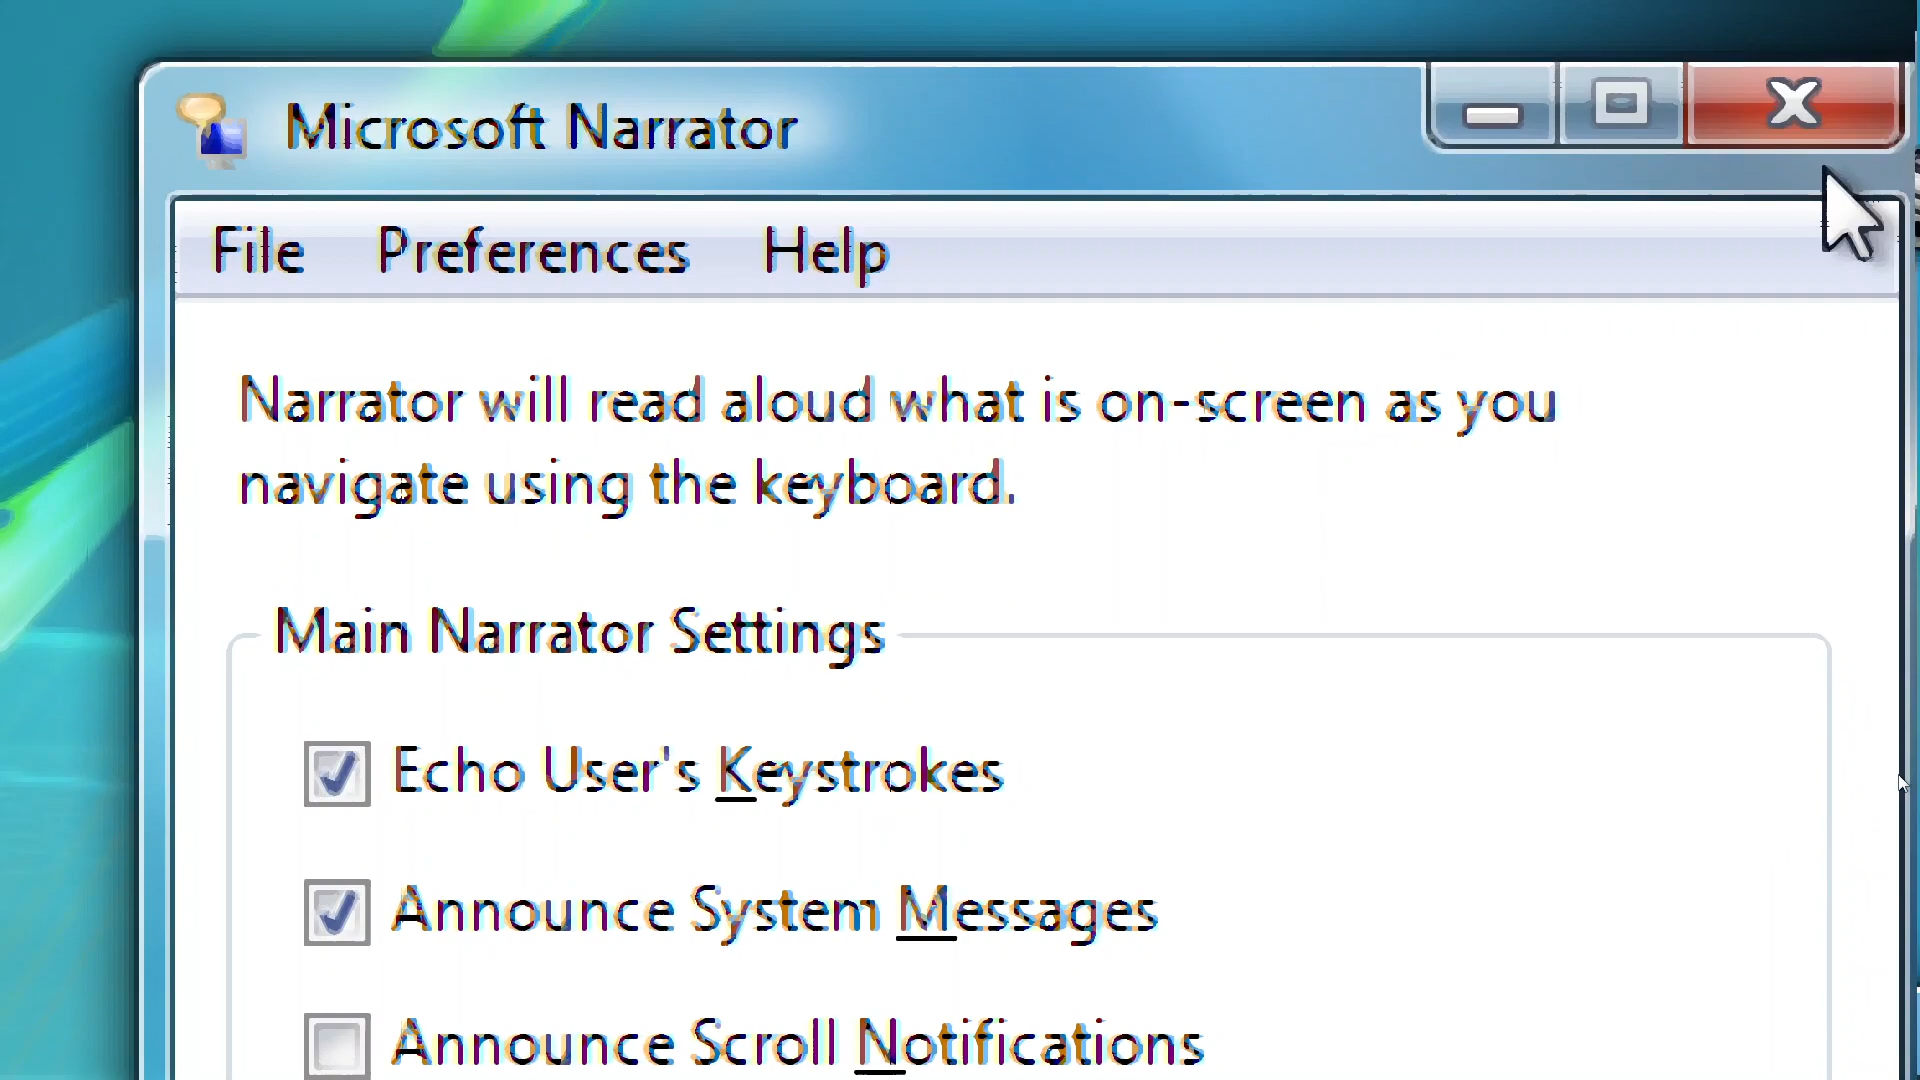 Microsoft Narrator
File Preferences Help
Narrator will read aloud what is on-screen as you
navigate using the keyboard.
Main Narrator Settings
Echo User's Keystrokes
Announce System Messages
Announce Scroll Notifications